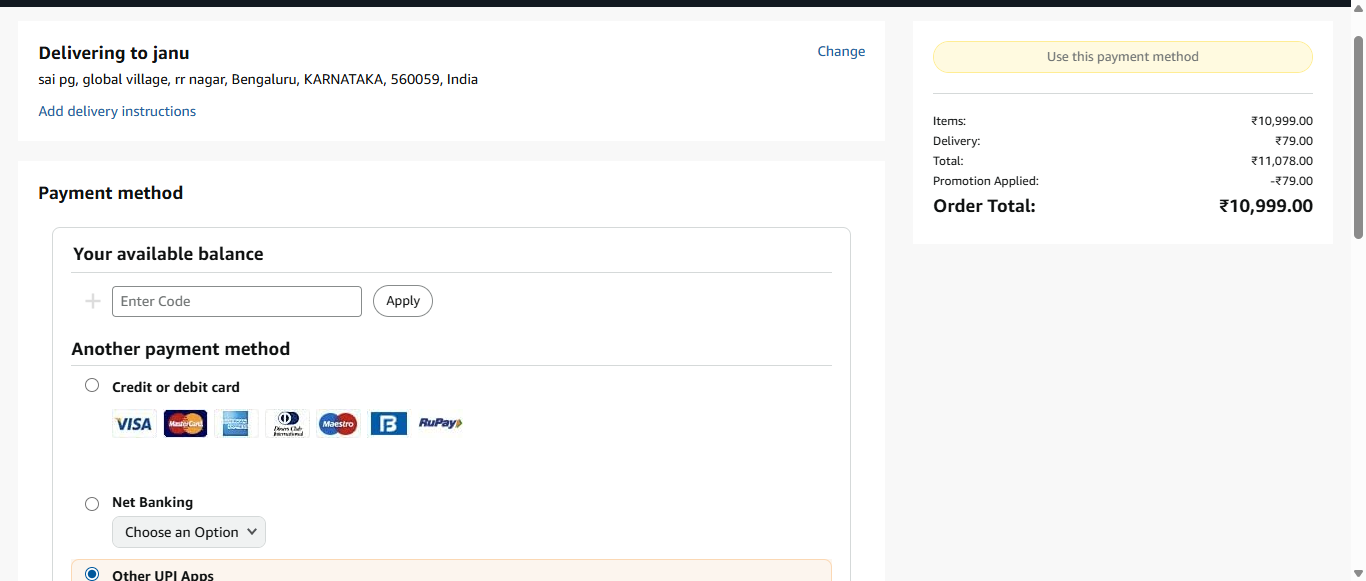 Delivering to janu
Change
sai pg, global village, rr nagar, Bengaluru, KARNATAKA, 560059, India
Add delivery instructions
Payment method
Your available balance
Enter Code
Apply
Another payment method
Credit or debit card
VISA MasterCard AMERICAN EXPRESS Diners Club International Maestro B RuPay
Net Banking
Choose an Option
Other UPI Apps
Use this payment method
Items: ₹10,999.00
Delivery: ₹79.00
Total: ₹11,078.00
Promotion Applied: -₹79.00
Order Total: ₹10,999.00